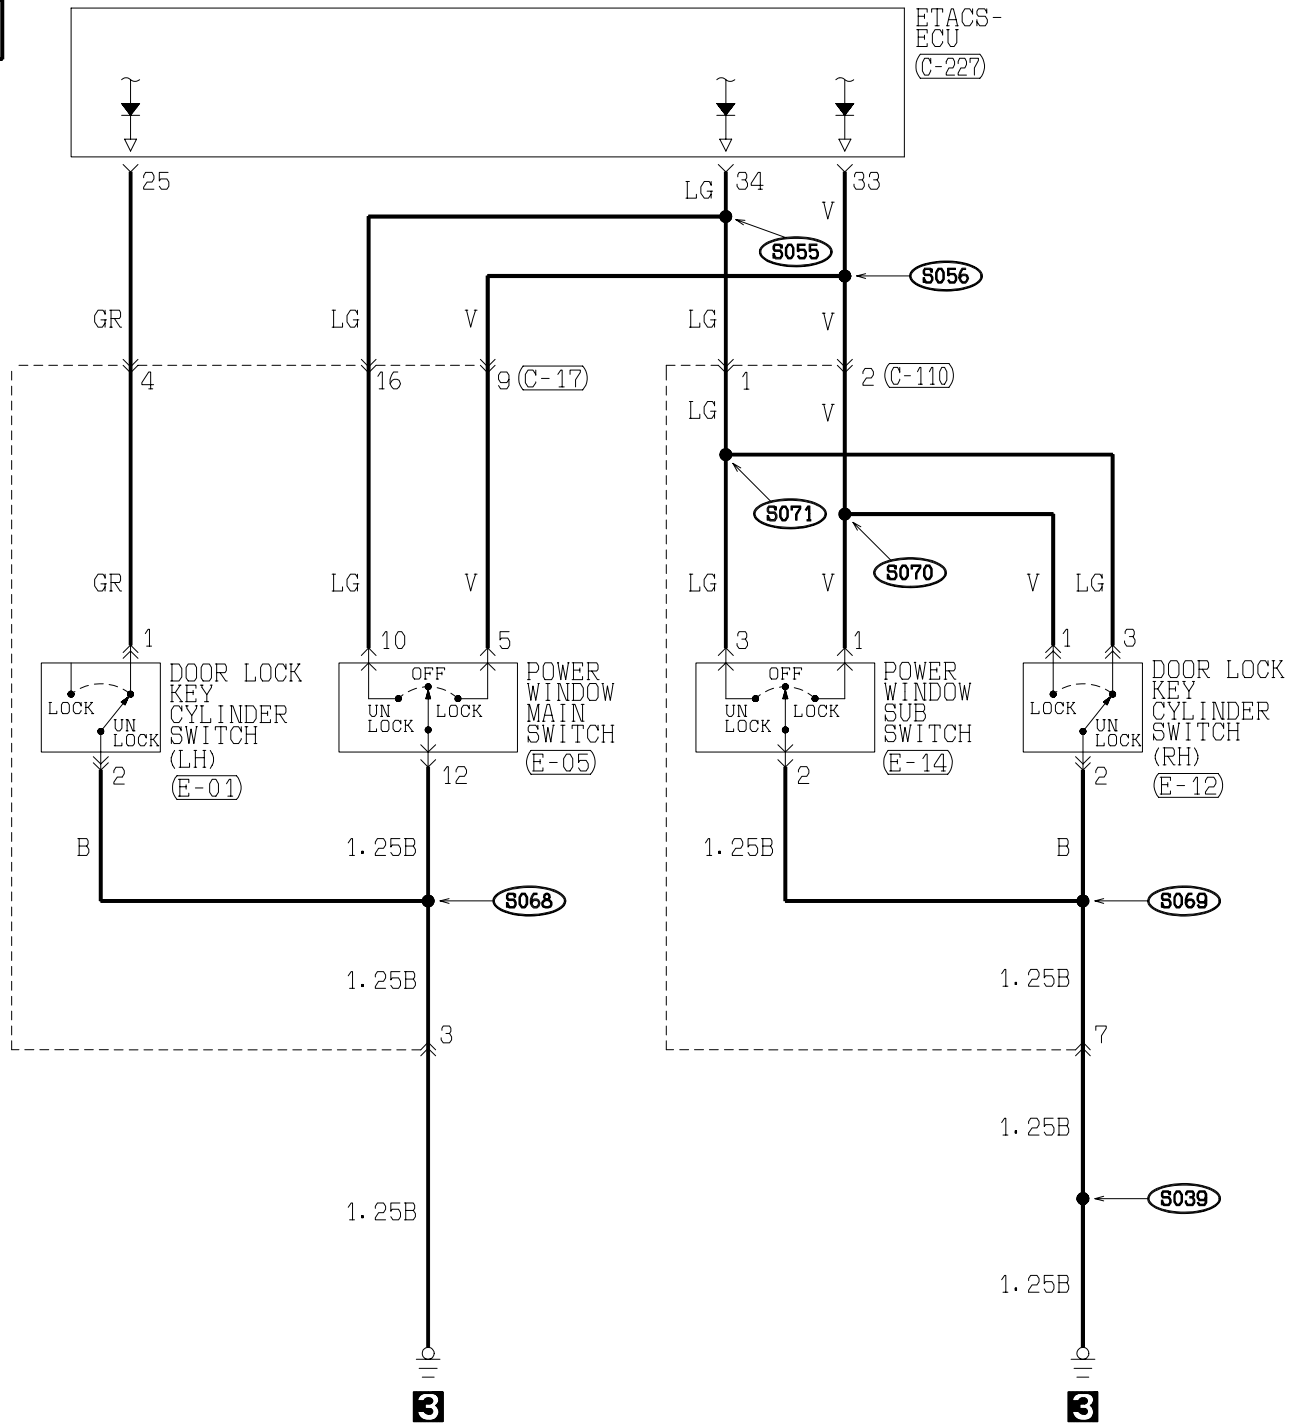 ETACS-
ECU
(C-227)
25
LG
34
33
V
S055
S056
GR
LG
V
LG
V
4
16
9 (C-17)
1
2 (C-110)
LG
V
S071
S070
GR
LG
V
LG
V
V
LG
1
10
5
3
1
1
3
DOOR LOCK
KEY
CYLINDER
SWITCH
(LH)
(E-01)
LOCK
UN
LOCK
OFF
UN
LOCK
LOCK
POWER
WINDOW
MAIN
SWITCH
(E-05)
OFF
UN
LOCK
LOCK
POWER
WINDOW
SUB
SWITCH
(E-14)
LOCK
UN
LOCK
DOOR LOCK
KEY
CYLINDER
SWITCH
(RH)
(E-12)
2
12
2
2
B
1.25B
1.25B
B
S068
S069
1.25B
1.25B
3
7
1.25B
S039
1.25B
1.25B
3
3